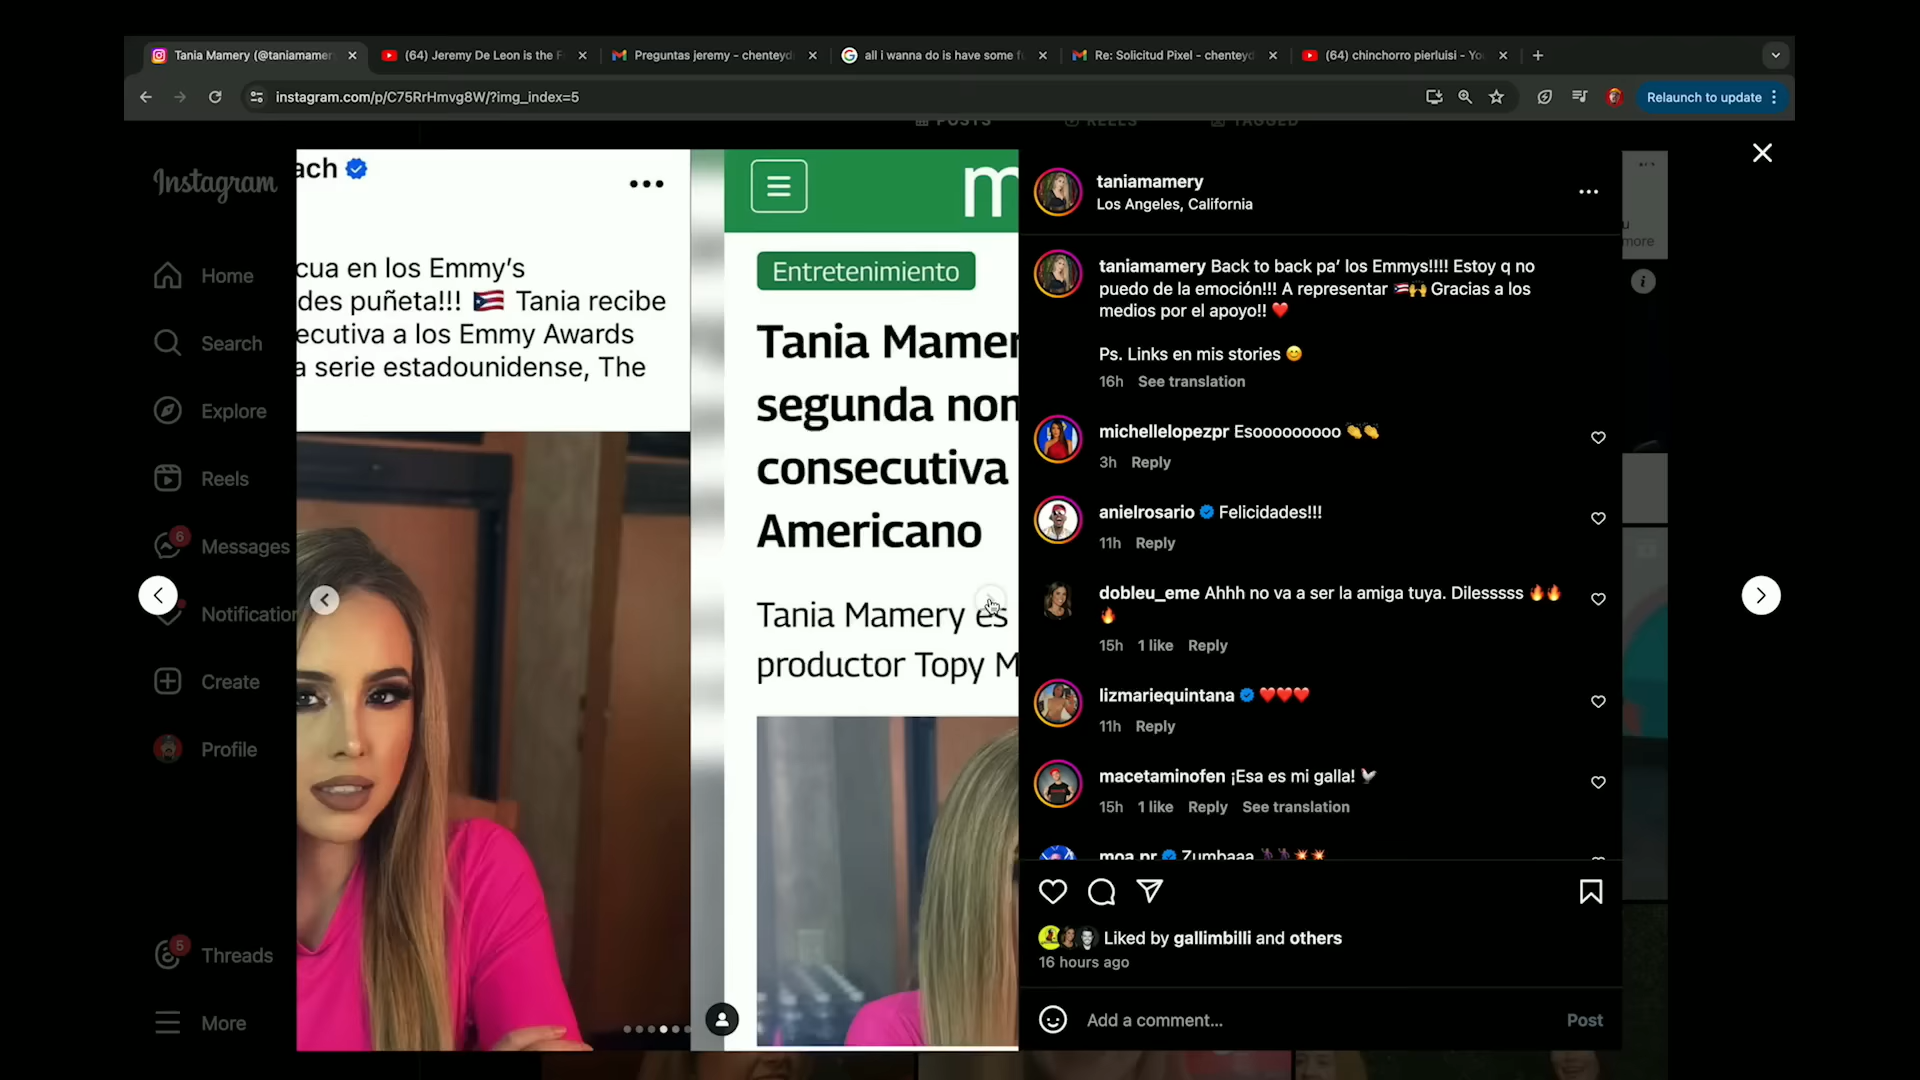 Tania Mamery (@taniamamer
(64) Jeremy De Leon is the F
Preguntas jeremy - chenteyd
all i wanna do is have some f
Re: Solicitud Pixel - chenteyd
(64) chinchorro pierluisi - Yo
instagram.com/p/C75RrHmvg8W/?img_index=5
Relaunch to update
POSTS
REELS
TAGGED
Instagram
Home
Search
Explore
Reels
6
Messages
Notification
Create
Profile
5
Threads
More
ach
cua en los Emmy's
des puñeta!!! 🇵🇷 Tania recibe
ecutiva a los Emmy Awards
a serie estadounidense, The
m
Entretenimiento
Tania Mamer
segunda nor
consecutiva
Americano
Tania Mamery es
productor Topy M
taniamamery
Los Angeles, California
taniamamery Back to back pa' los Emmys!!!! Estoy q no
puedo de la emoción!!! A representar 🇵🇷🙌 Gracias a los
medios por el apoyo!! ❤️
Ps. Links en mis stories 😊
16h See translation
michellelopezpr Esooooooooo 👏👏
3h Reply
anielrosario Felicidades!!!
11h Reply
dobleu_eme Ahhh no va a ser la amiga tuya. Dilesssss 🔥🔥
🔥
15h 1 like Reply
lizmariequintana ❤️❤️❤️
11h Reply
macetaminofen ¡Esa es mi galla! 🐓
15h 1 like Reply See translation
moa.pr Zumbaaa 💥💥
Liked by gallimbilli and others
16 hours ago
Add a comment...
Post
u
more